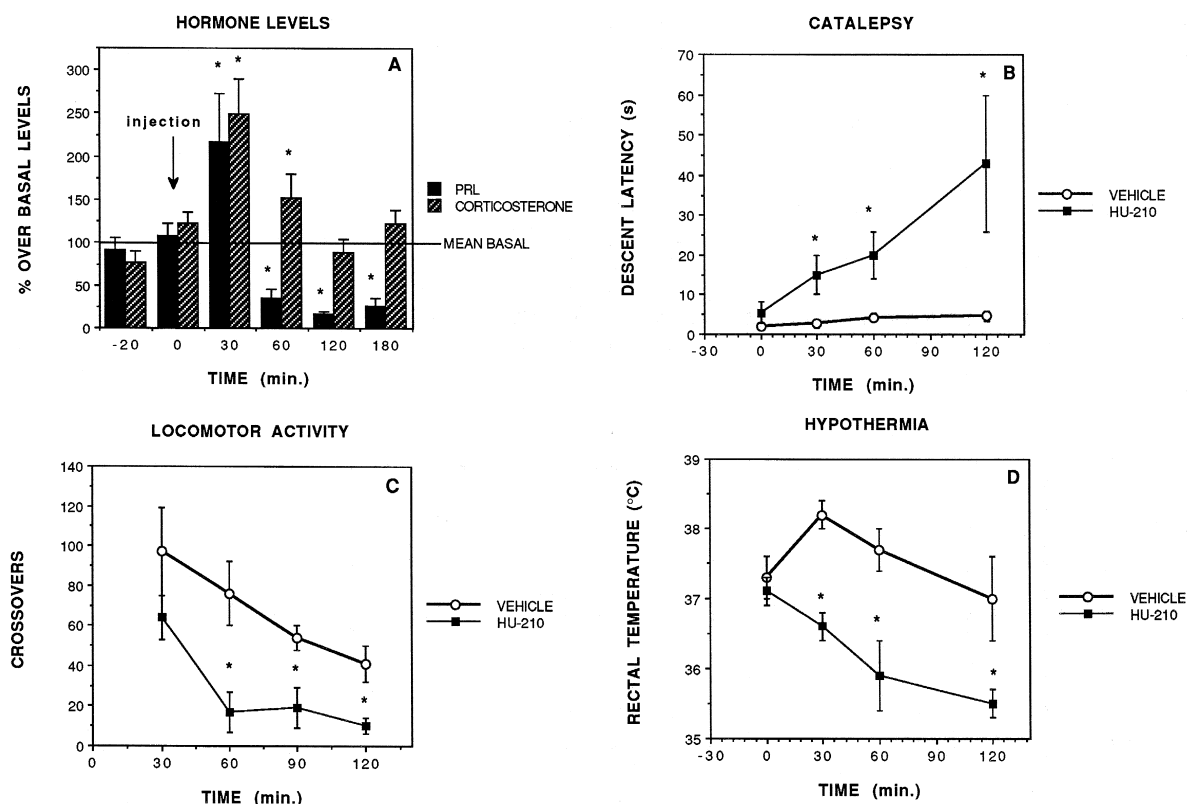 HORMONE LEVELS
A
% OVER BASAL LEVELS
300
250
200
150
100
50
0
injection
* * * * * *
MEAN BASAL
PRL
CORTICOSTERONE
-20 0 30 60 120 180
TIME (min.)
CATALEPSY
B
DESCENT LATENCY (s)
70
60
50
40
30
20
10
0
* * *
VEHICLE
HU-210
-30 0 30 60 90 120
TIME (min.)
LOCOMOTOR ACTIVITY
C
CROSSOVERS
140
120
100
80
60
40
20
0
* * *
VEHICLE
HU-210
0 30 60 90 120
TIME (min.)
HYPOTHERMIA
D
RECTAL TEMPERATURE (°C)
39
38
37
36
35
* * *
VEHICLE
HU-210
-30 0 30 60 90 120
TIME (min.)